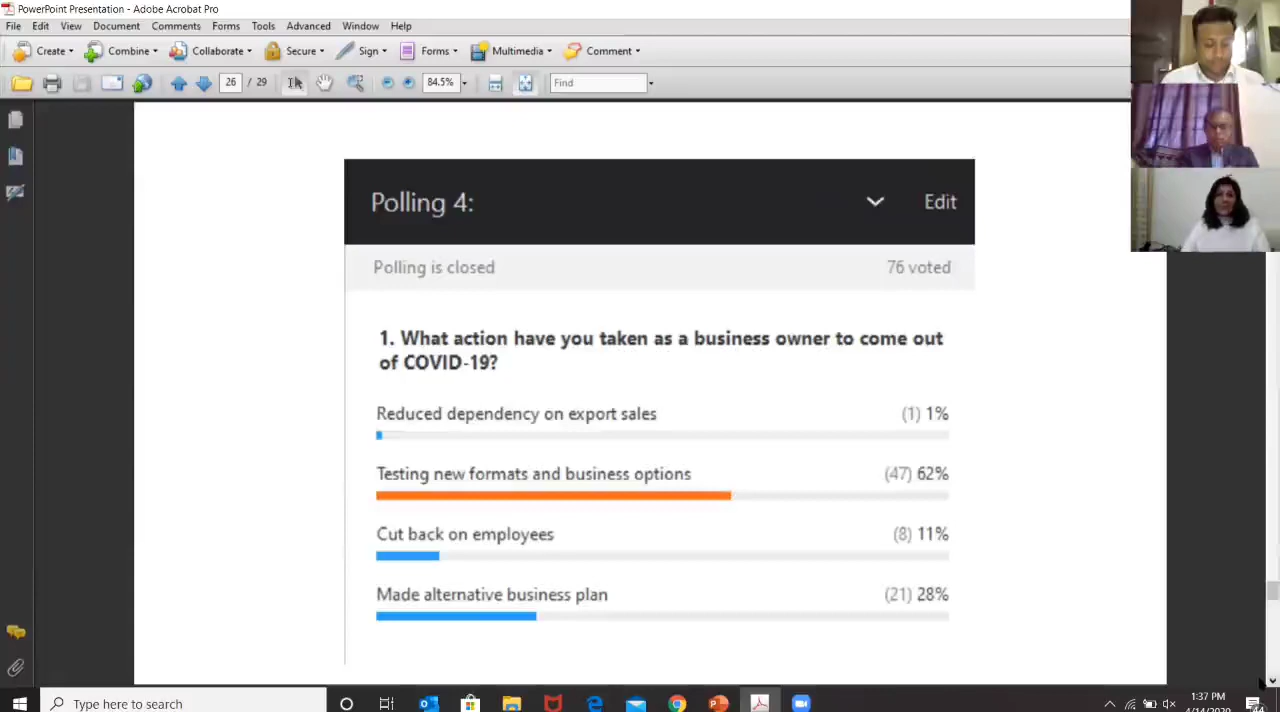 PowerPoint Presentation - Adobe Acrobat Pro
File Edit View Document Comments Forms Tools Advanced Window Help
Create Combine Collaborate Secure Sign Forms Multimedia Comment
26 / 29 84.5% Find
Polling 4: Edit
Polling is closed 76 voted
1. What action have you taken as a business owner to come out
of COVID-19?
Reduced dependency on export sales (1) 1%
Testing new formats and business options (47) 62%
Cut back on employees (8) 11%
Made alternative business plan (21) 28%
Type here to search
1:37 PM
4/14/2020
44